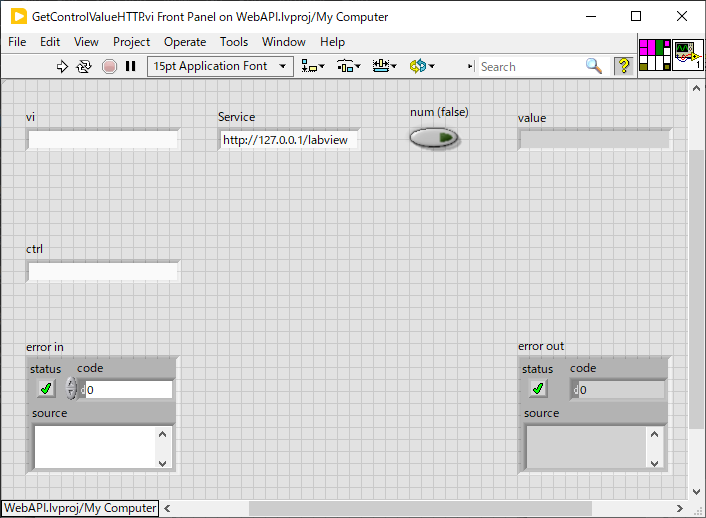 GetControlValueHTTP.vi Front Panel on WebAPI.lvproj/My Computer
File Edit View Project Operate Tools Window Help
15pt Application Font Search ? 1
vi Service num (false) value
http://127.0.0.1/labview
ctrl
error in error out
status code status code
d 0 d 0
source source
WebAPI.lvproj/My Computer